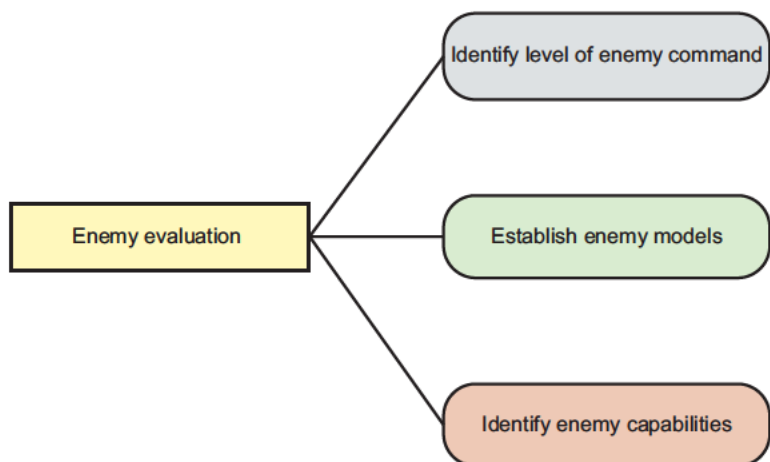 Identify level of enemy command
Enemy evaluation
Establish enemy models
Identify enemy capabilities